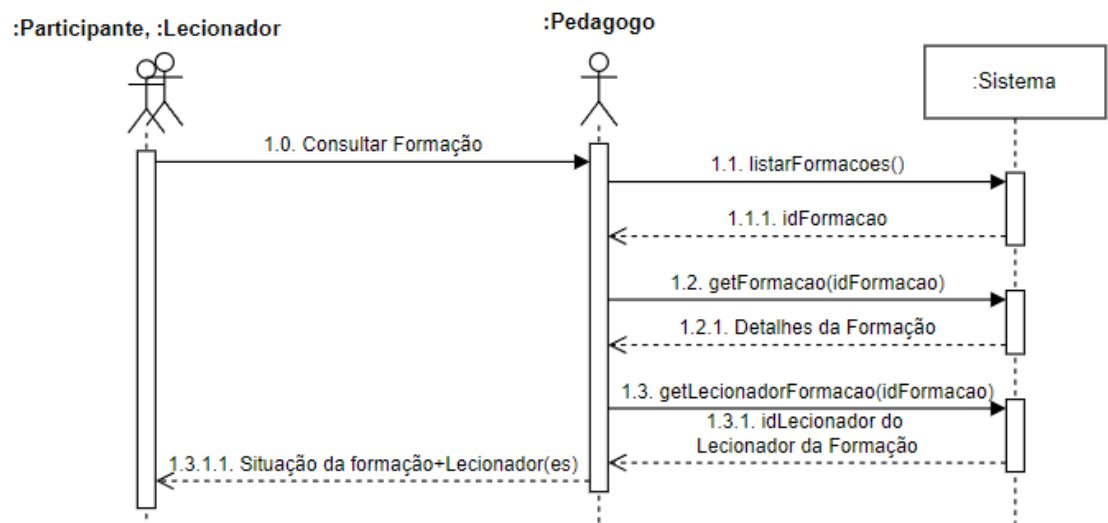 :Participante, :Lecionador
:Pedagogo
:Sistema
1.0. Consultar Formação
1.1. listarFormacoes()
1.1.1. idFormacao
1.2. getFormacao(idFormacao)
1.2.1. Detalhes da Formação
1.3. getLecionadorFormacao(idFormacao)
1.3.1. idLecionador do
Lecionador da Formação
1.3.1.1. Situação da formação+Lecionador(es)